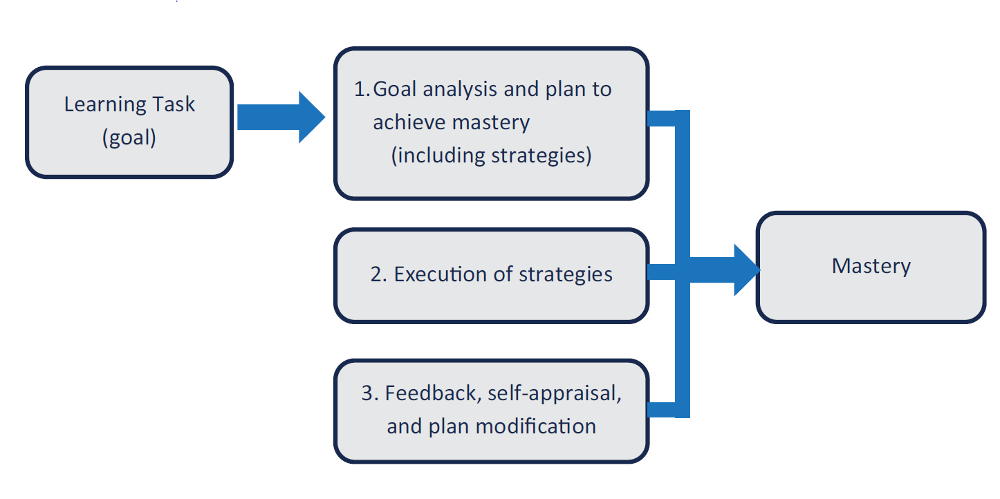 Learning Task
(goal)
1. Goal analysis and plan to
achieve mastery
(including strategies)
2. Execution of strategies
3. Feedback, self-appraisal,
and plan modification
Mastery